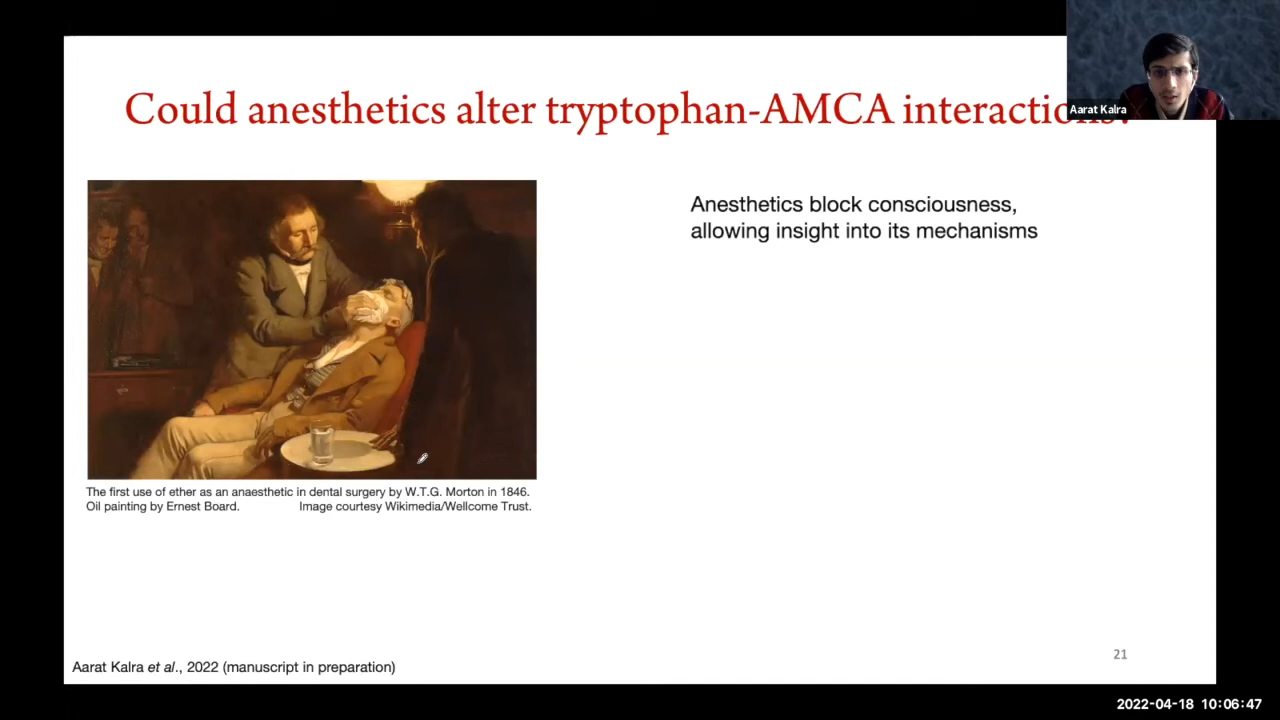 Aarat Kalra
Could anesthetics alter tryptophan-AMCA interactions?
Anesthetics block consciousness,
allowing insight into its mechanisms
The first use of ether as an anaesthetic in dental surgery by W.T.G. Morton in 1846.
Oil painting by Ernest Board. Image courtesy Wikimedia/Wellcome Trust.
21
Aarat Kalra et al., 2022 (manuscript in preparation)
2022-04-18 10:06:47